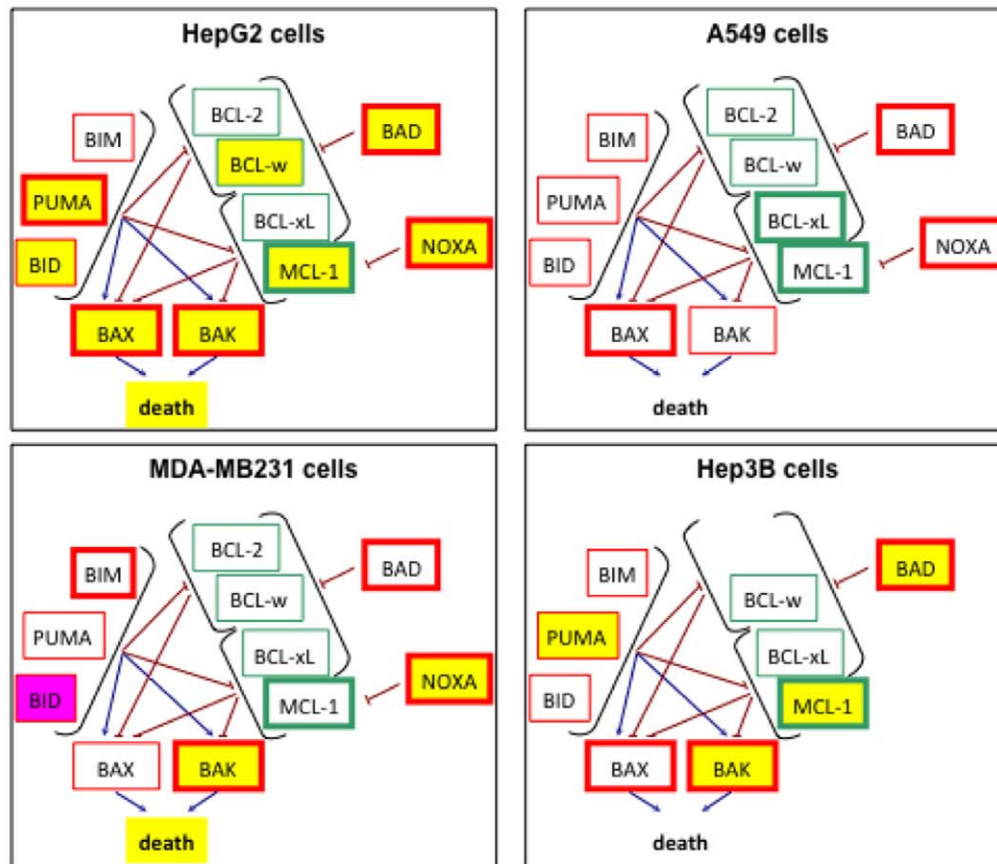 HepG2 cells
BCL-2
BIM
BAD
BCL-w
PUMA
BCL-xL
BID
MCL-1
NOXA
BAX
BAK
death
A549 cells
BCL-2
BIM
BAD
BCL-w
PUMA
BCL-xL
BID
MCL-1
NOXA
BAX
BAK
death
MDA-MB231 cells
BCL-2
BIM
BAD
BCL-w
PUMA
BCL-xL
BID
MCL-1
NOXA
BAX
BAK
death
Hep3B cells
BIM
BAD
BCL-w
PUMA
BCL-xL
BID
MCL-1
BAX
BAK
death